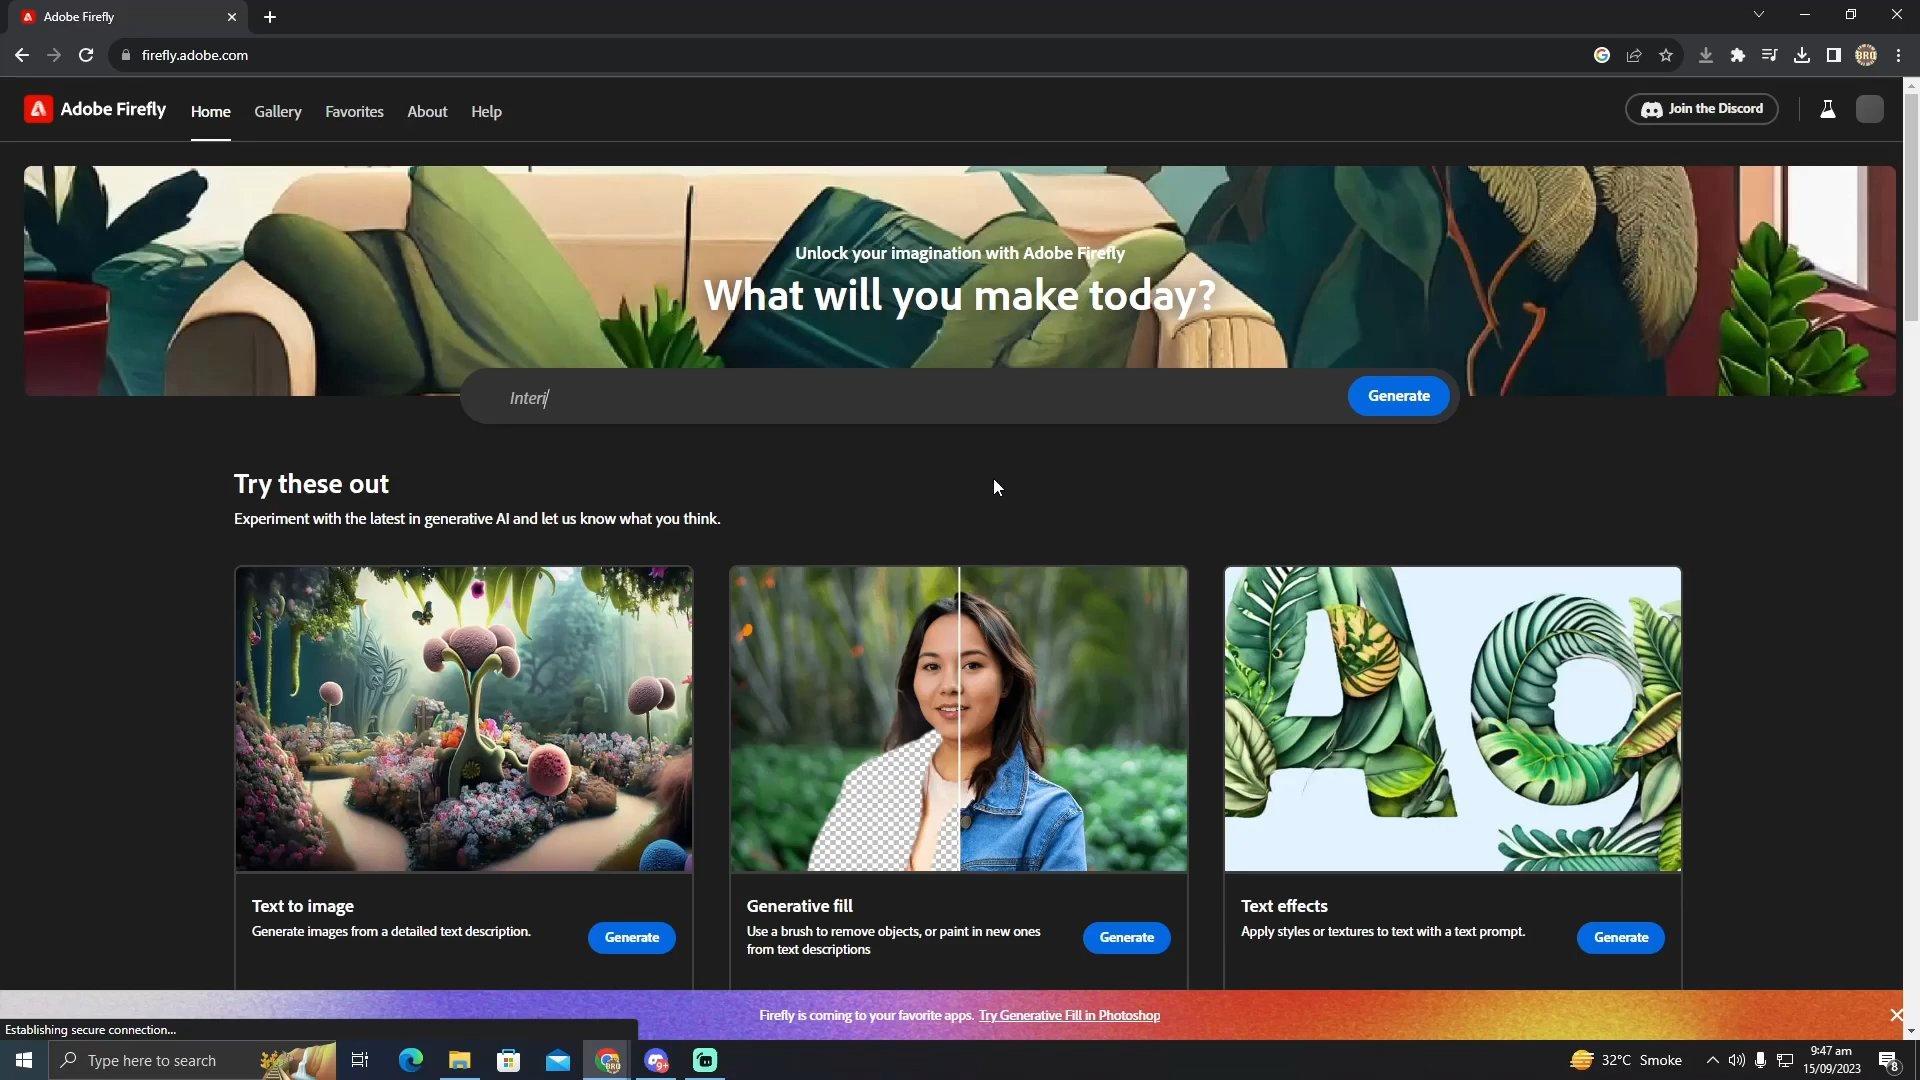 Adobe Firefly
firefly.adobe.com
BRO
Adobe Firefly
Home
Gallery
Favorites
About
Help
Join the Discord
Unlock your imagination with Adobe Firefly
What will you make today?
Interi
Generate
Try these out
Experiment with the latest in generative AI and let us know what you think.
Text to image
Generate images from a detailed text description.
Generate
Generative fill
Use a brush to remove objects, or paint in new ones
from text descriptions
Generate
Text effects
Apply styles or textures to text with a text prompt.
Generate
Firefly is coming to your favorite apps. Try Generative Fill in Photoshop
Establishing secure connection...
Type here to search
BRO
9+
32°C Smoke
9:47 am
15/09/2023
8